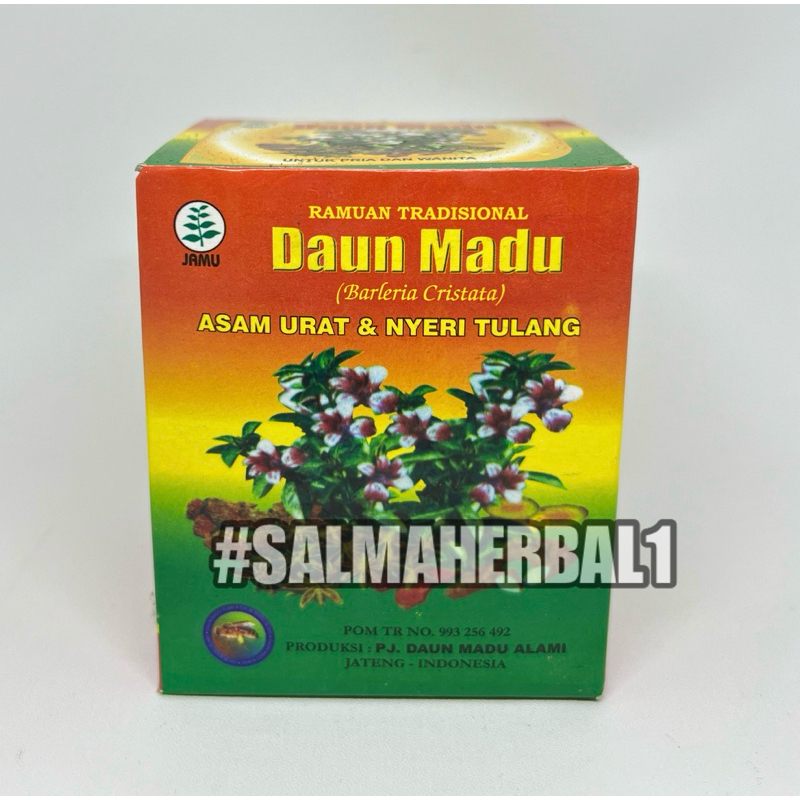 UNTUK PRIA DAN WANITA
RAMUAN TRADISIONAL
JAMU
Daun Madu
(Barleria Cristata)
ASAM URAT & NYERI TULANG
#SALMAHERBAL1
POM TR NO. 993 256 492
PRODUKSI : PJ. DAUN MADU ALAMI
JATENG - INDONESIA